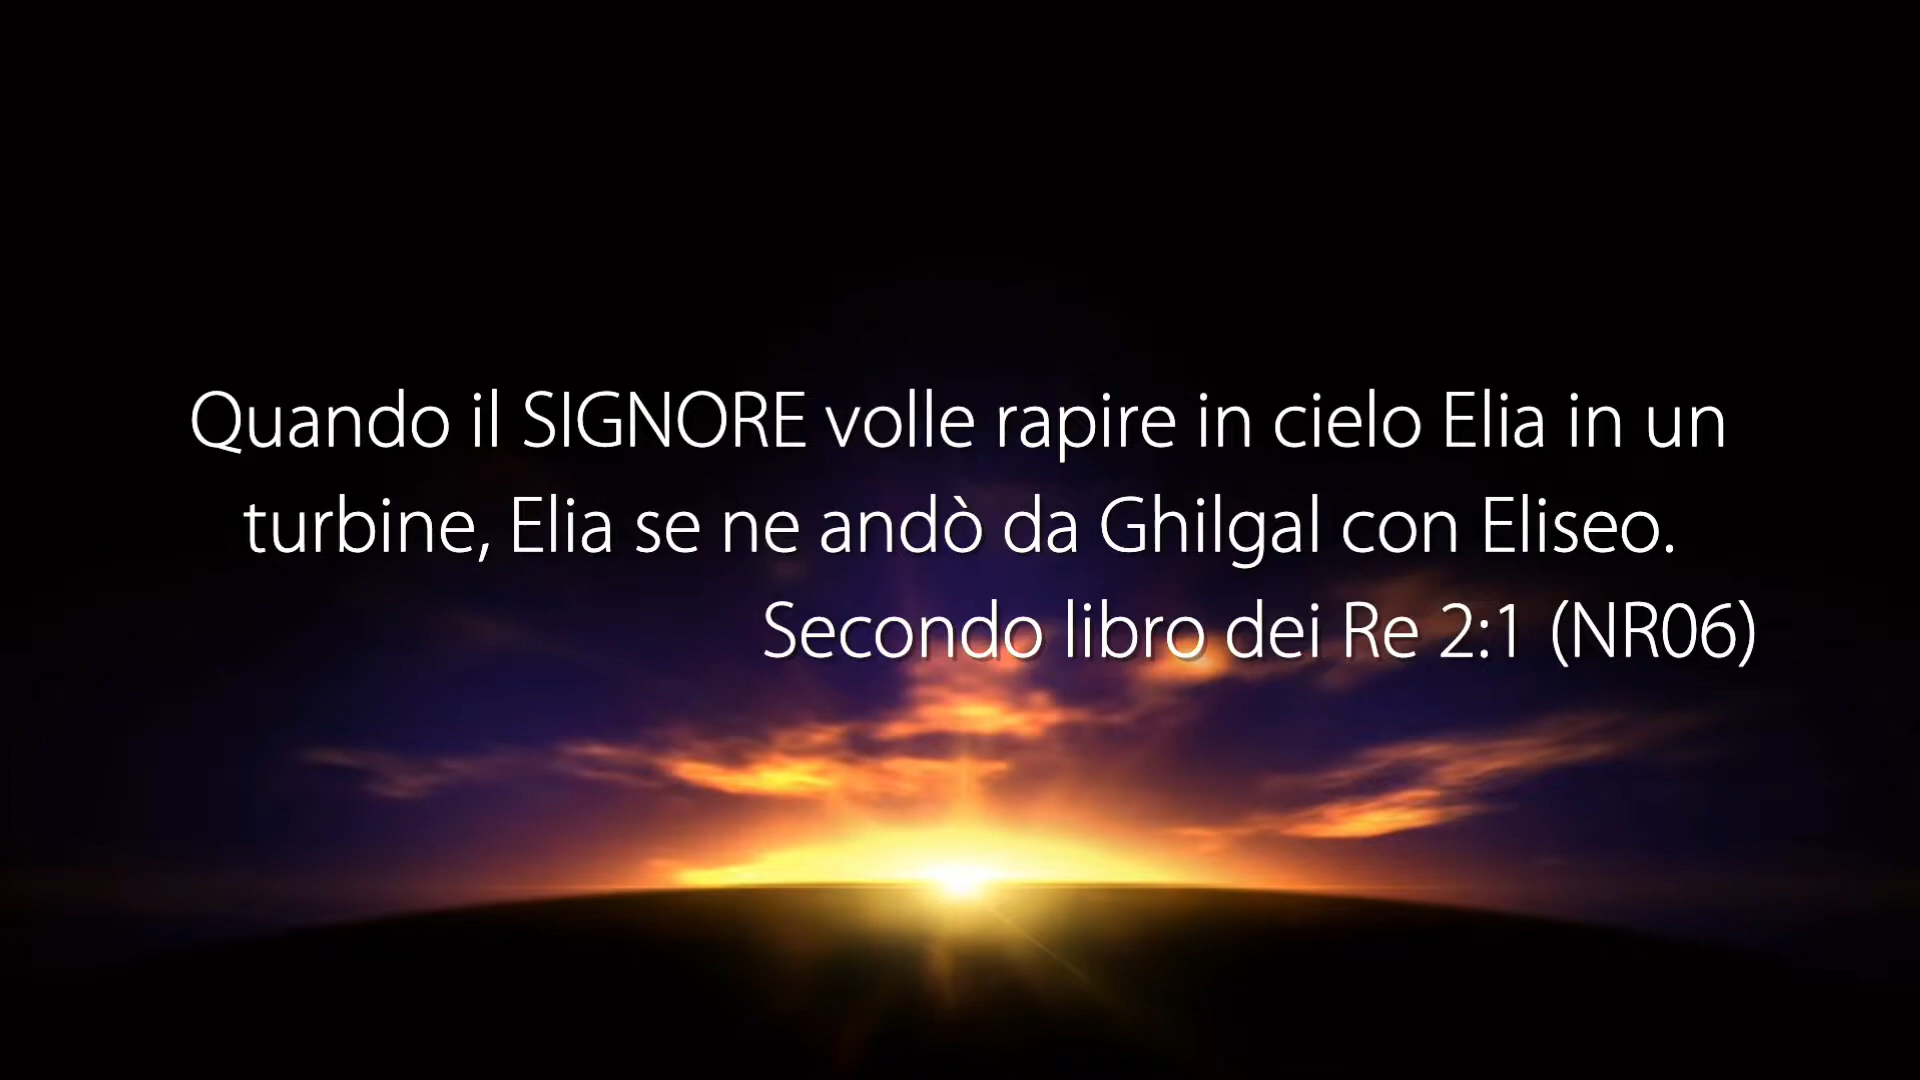 Quando il SIGNORE volle rapire in cielo Elia in un
turbine, Elia se ne andò da Ghilgal con Eliseo.
Secondo libro dei Re 2:1 (NR06)